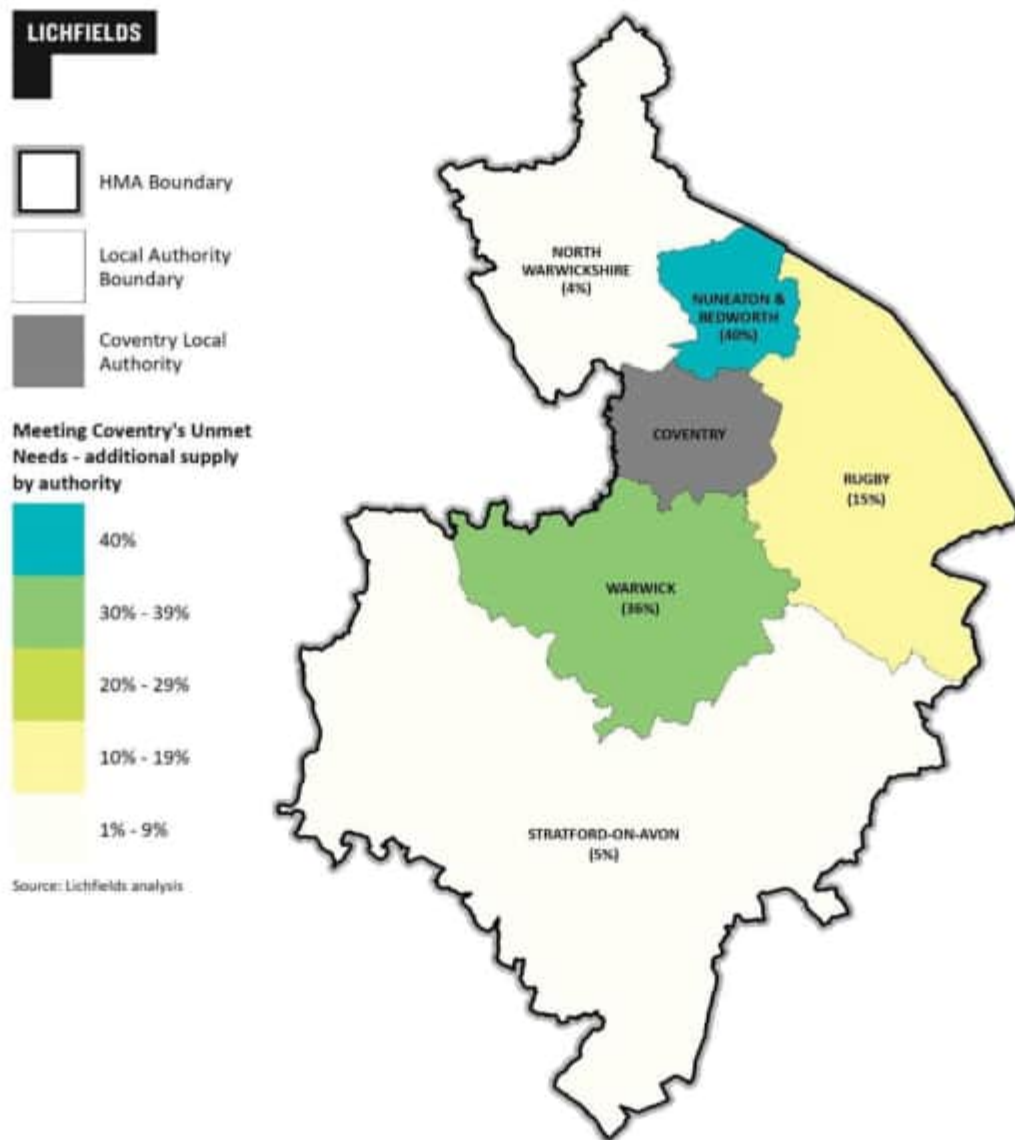 LICHFIELDS
HMA Boundary
Local Authority
Boundary
Coventry Local
Authority
Meeting Coventry's Unmet
Needs - additional supply
by authority
40%
30% - 39%
20% - 29%
10% - 19%
1% - 9%
Source: Lichfields analysis
NORTH
WARWICKSHIRE
(4%)
NUNEATON &
BEDWORTH
(40%)
COVENTRY
RUGBY
(15%)
WARWICK
(36%)
STRATFORD-ON-AVON
(5%)